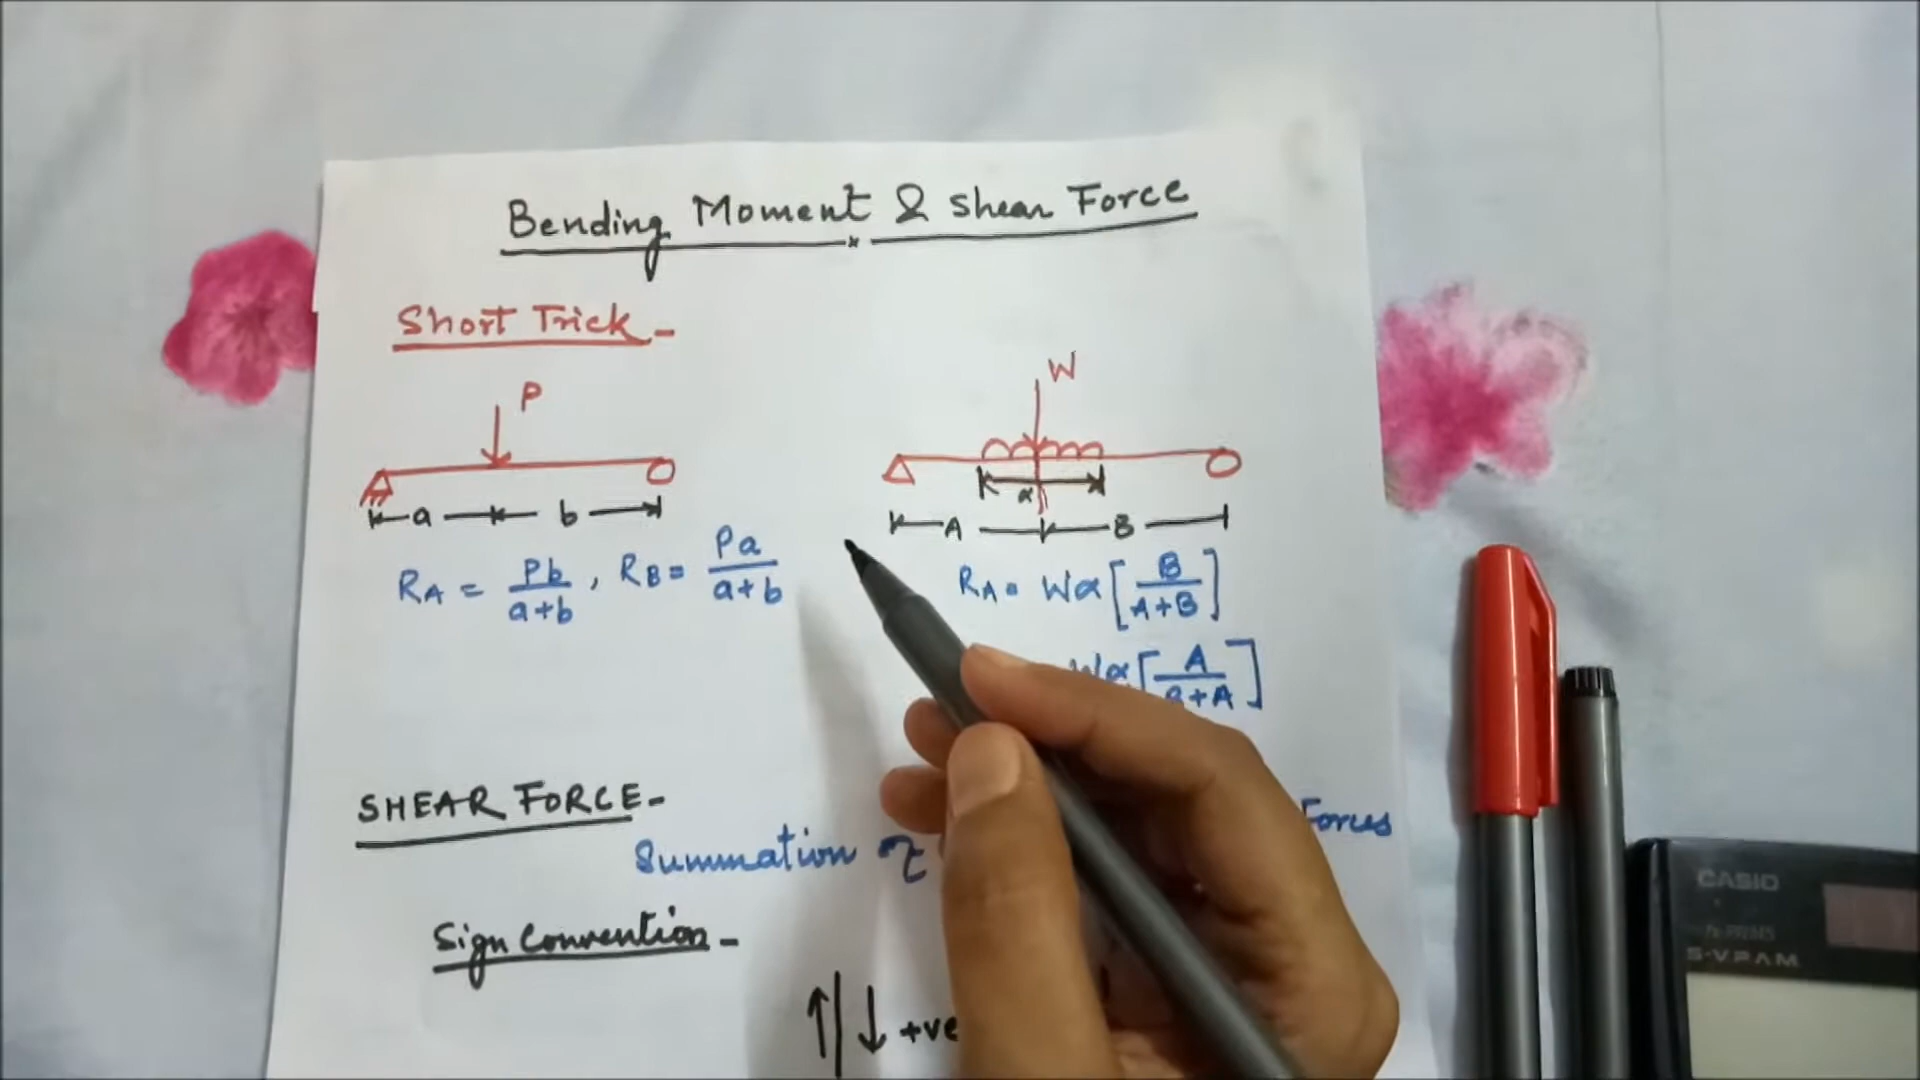 Bending Moment & Shear Force
Short Trick -
P
W
a b
α
A B
RA = Pb/a+b , RB = Pa/a+b
RA = Wα [B/A+B]
Wα [A/B+A]
SHEAR FORCE -
Summation of
Forces
Sign Convention -
↑|↓ +ve
CASIO
S-V.P.A.M.